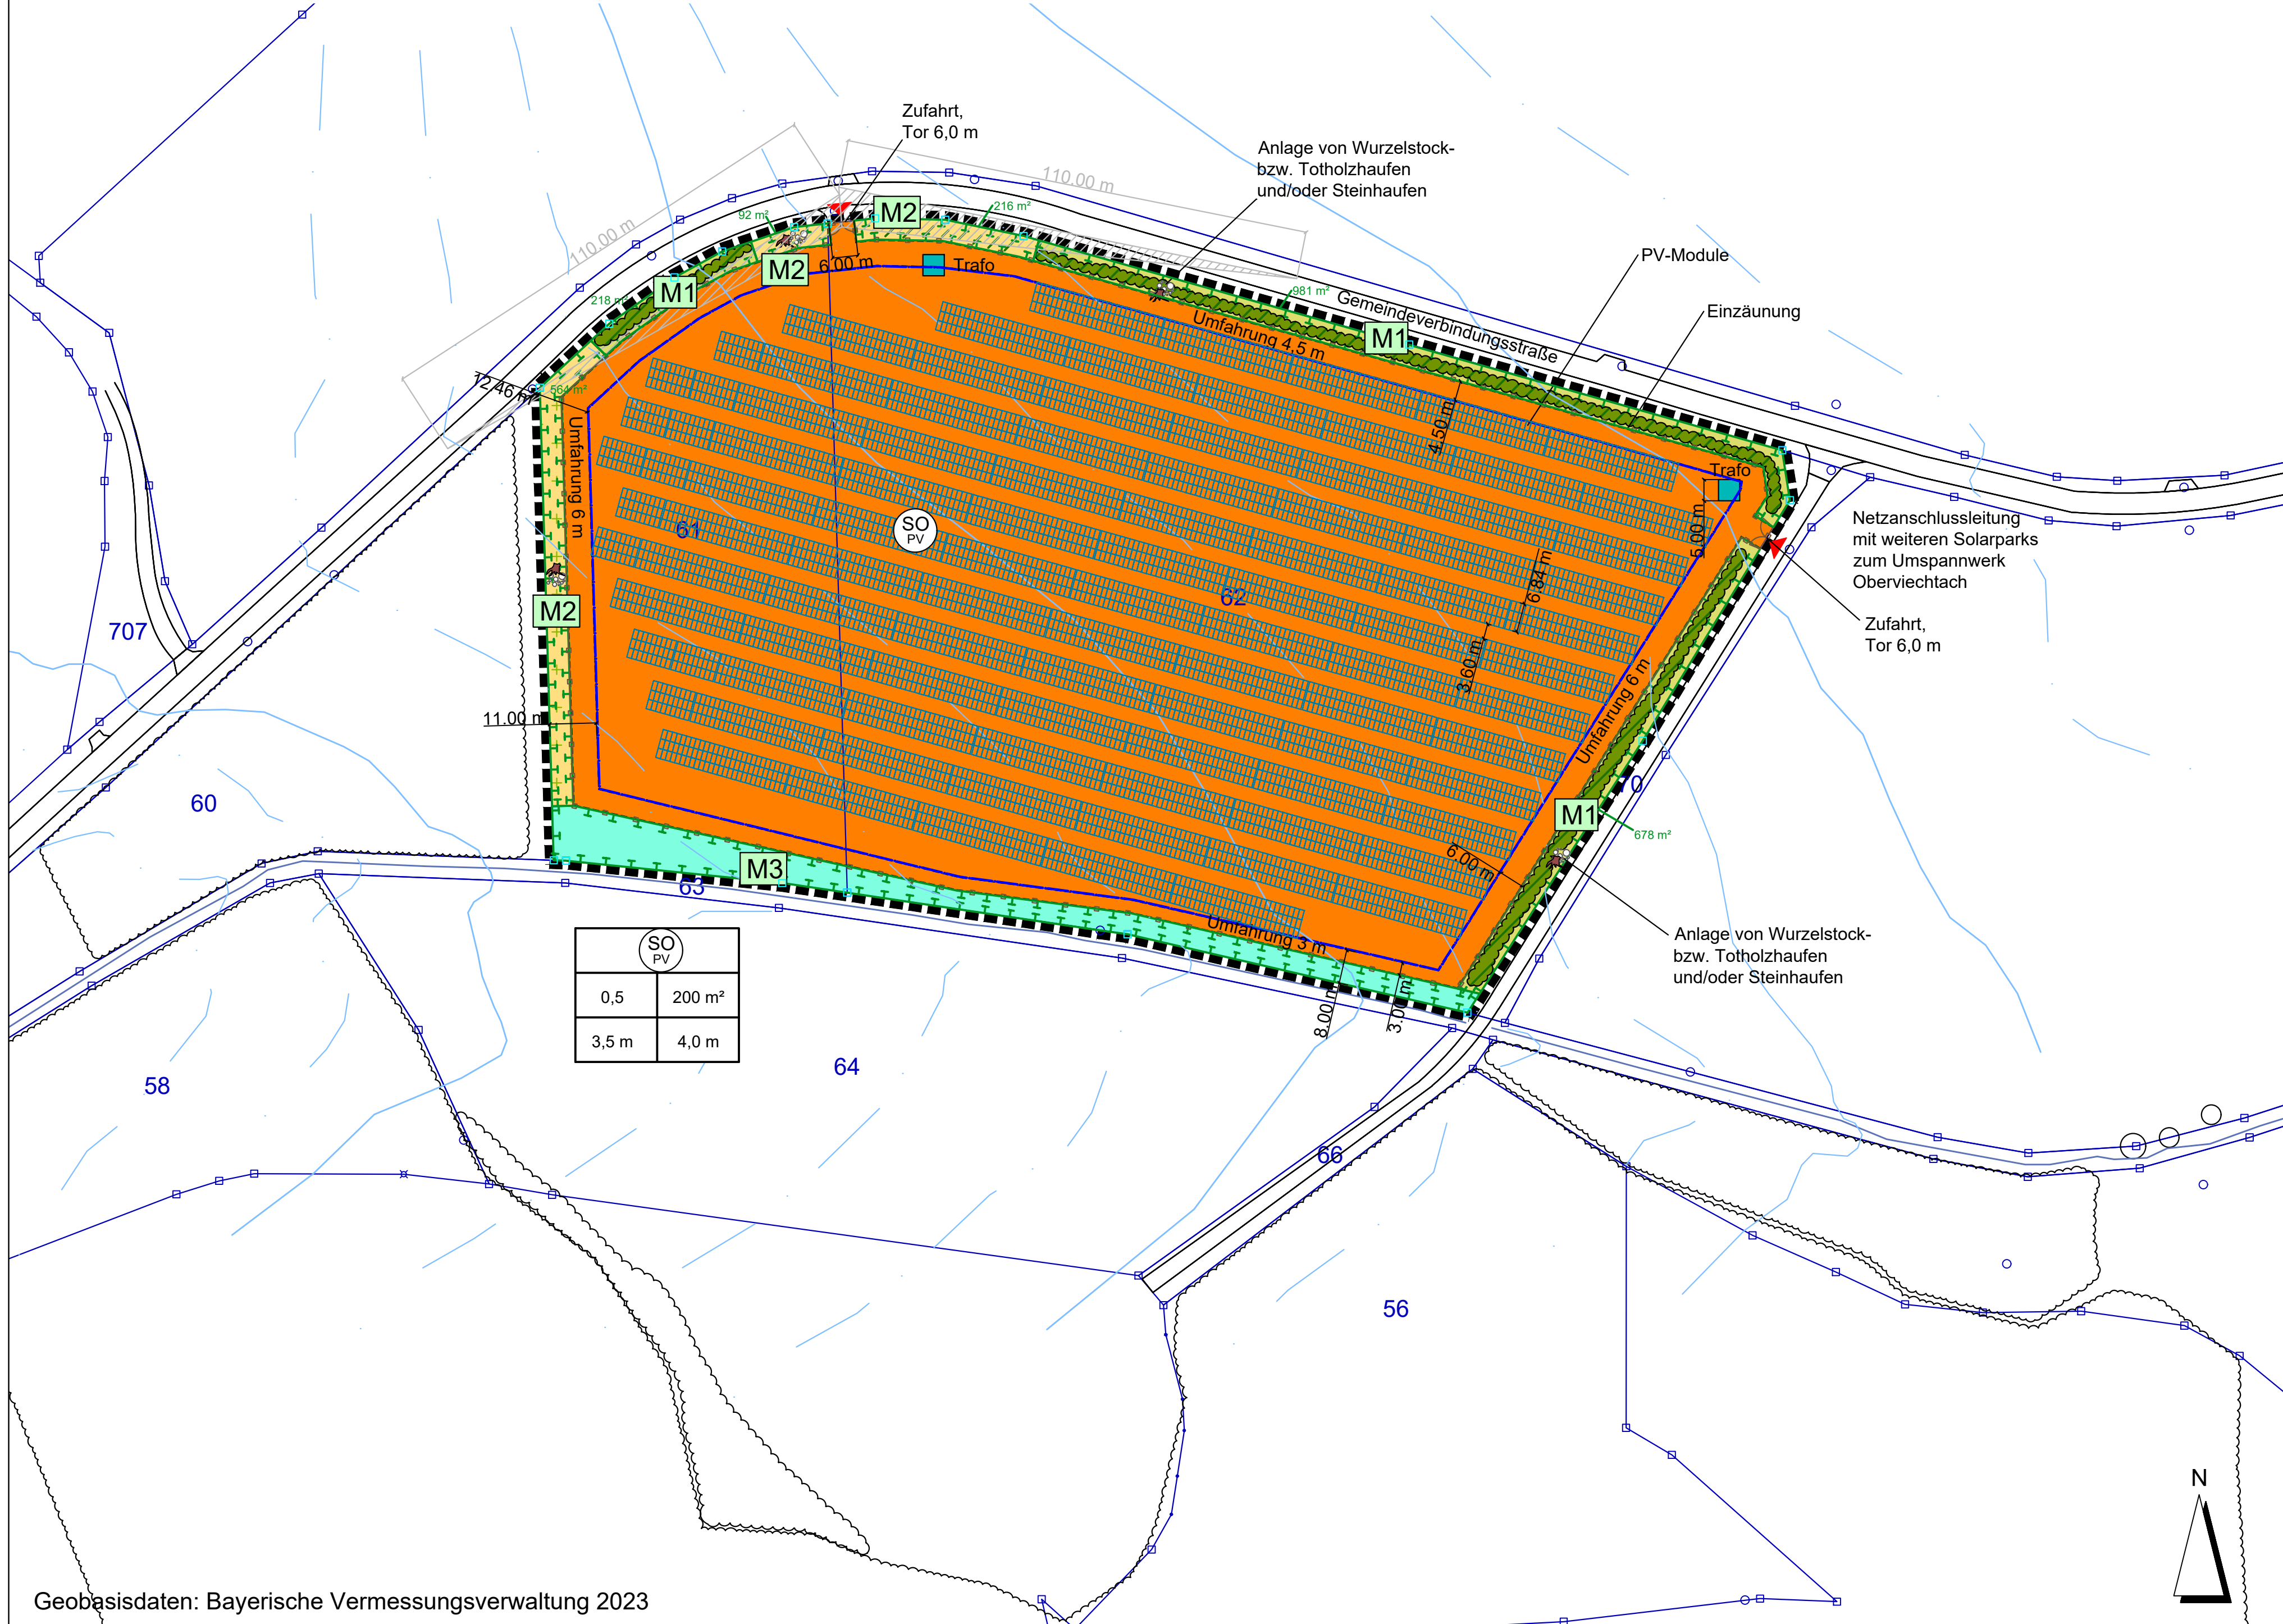 Zufahrt,
Tor 6,0 m
Anlage von Wurzelstock-
bzw. Totholzhaufen
und/oder Steinhaufen
110.00 m
110.00 m
92 m²
M2
216 m²
M2
6.00 m
Trafo
PV-Module
M1
218 m²
981 m²
Gemeindeverbindungsstraße
Einzäunung
Umfahrung 4,5 m
M1
12.46 m
564 m²
Umfahrung 6 m
4.50 m
Trafo
5.00 m
61
SO
PV
62
6.84 m
3.60 m
Netzanschlussleitung
mit weiteren Solarparks
zum Umspannwerk
Oberviechtach
Zufahrt,
Tor 6,0 m
707
M2
11.00 m
Umfahrung 6 m
70
60
M1
678 m²
6.00 m
M3
63
Umfahrung 3 m
8.00 m
3.00 m
Anlage von Wurzelstock-
bzw. Totholzhaufen
und/oder Steinhaufen
SO
PV
0,5 200 m²
3,5 m 4,0 m
64
58
66
56
N
Geobasisdaten: Bayerische Vermessungsverwaltung 2023